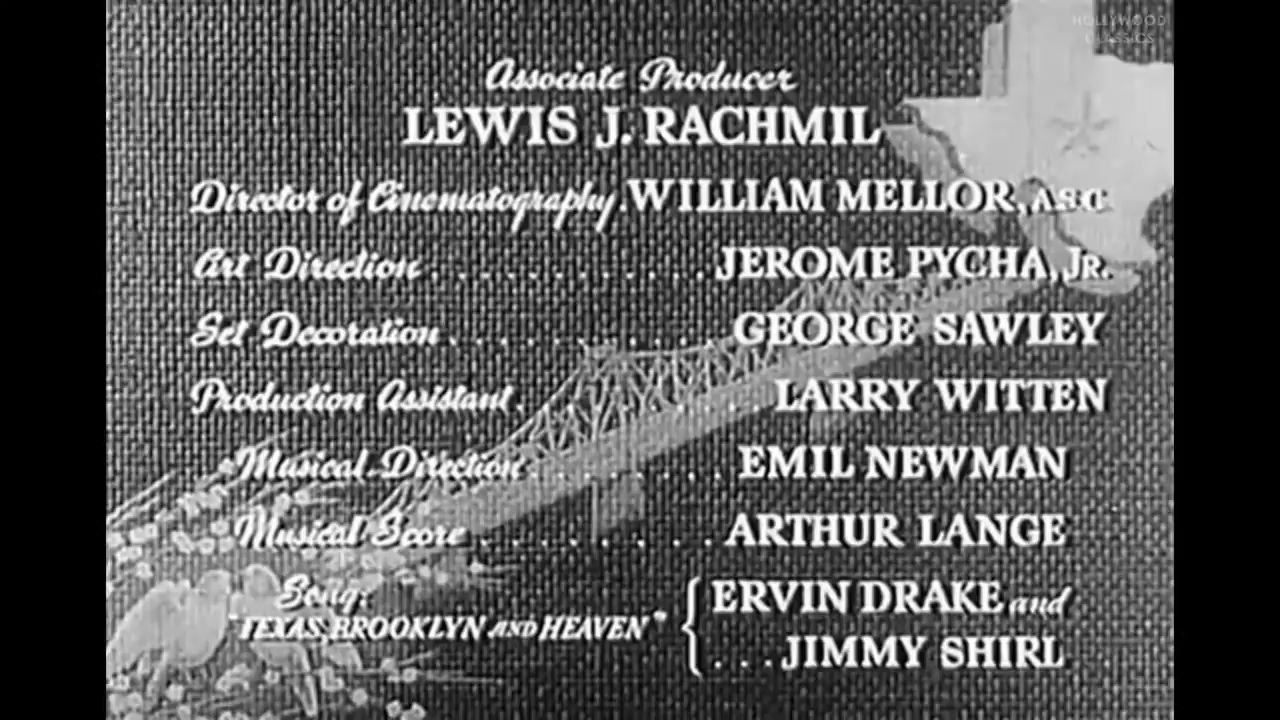 HOLLYWOOD
CLASSICS
Associate Producer
LEWIS J. RACHMIL
Director of Cinematography. WILLIAM MELLOR, A.S.C.
Art Direction . . . . . . . . . . . . JEROME PYCHA, JR.
Set Decoration . . . . . . . . . . . GEORGE SAWLEY
Production Assistant . . . . . . . . . . LARRY WITTEN
Musical Direction . . . . . . . . EMIL NEWMAN
Musical Score . . . . . . . . . ARTHUR LANGE
Song: { ERVIN DRAKE and
"TEXAS, BROOKLYN AND HEAVEN" . . . JIMMY SHIRL